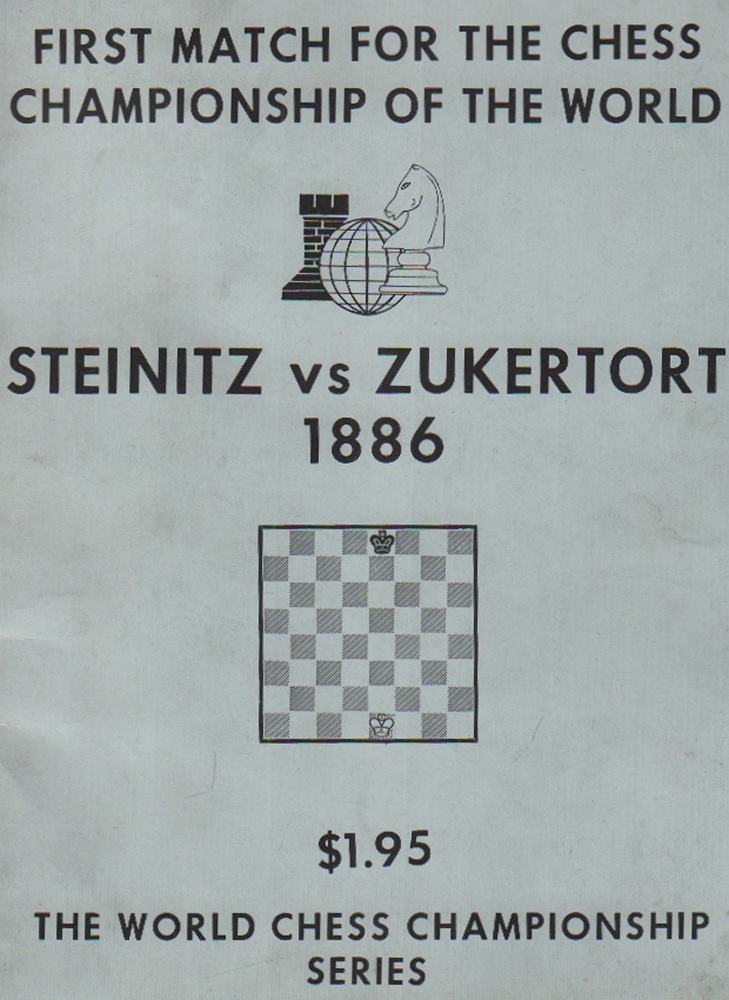 FIRST MATCH FOR THE CHESS
CHAMPIONSHIP OF THE WORLD
STEINITZ vs ZUKERTORT
1886
$1.95
THE WORLD CHESS CHAMPIONSHIP
SERIES